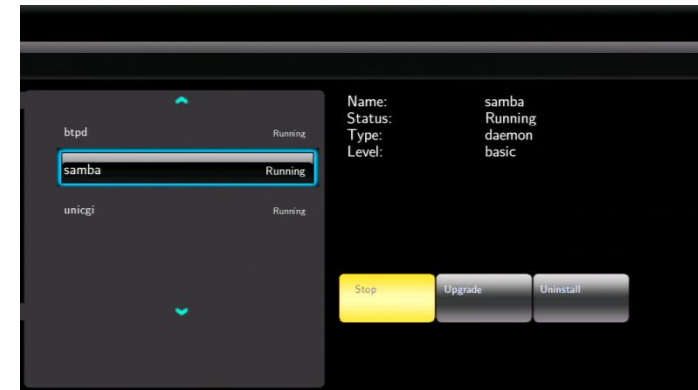 btpd Running
samba Running
unicgi Running
Name: samba
Status: Running
Type: daemon
Level: basic
Stop Upgrade Uninstall